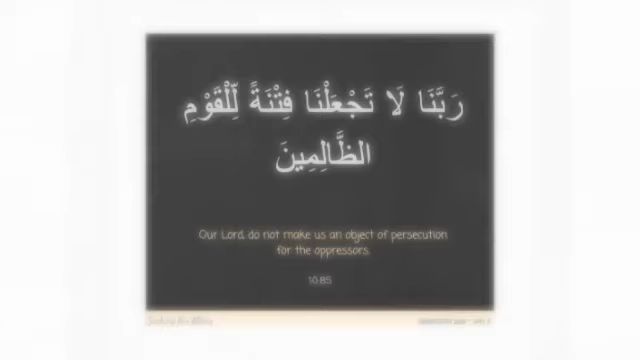 رَبَّنَا لَا تَجْعَلْنَا فِتْنَةً لِّلْقَوْمِ
الظَّالِمِينَ
Our Lord, do not make us an object of persecution
for the oppressors.
10:85